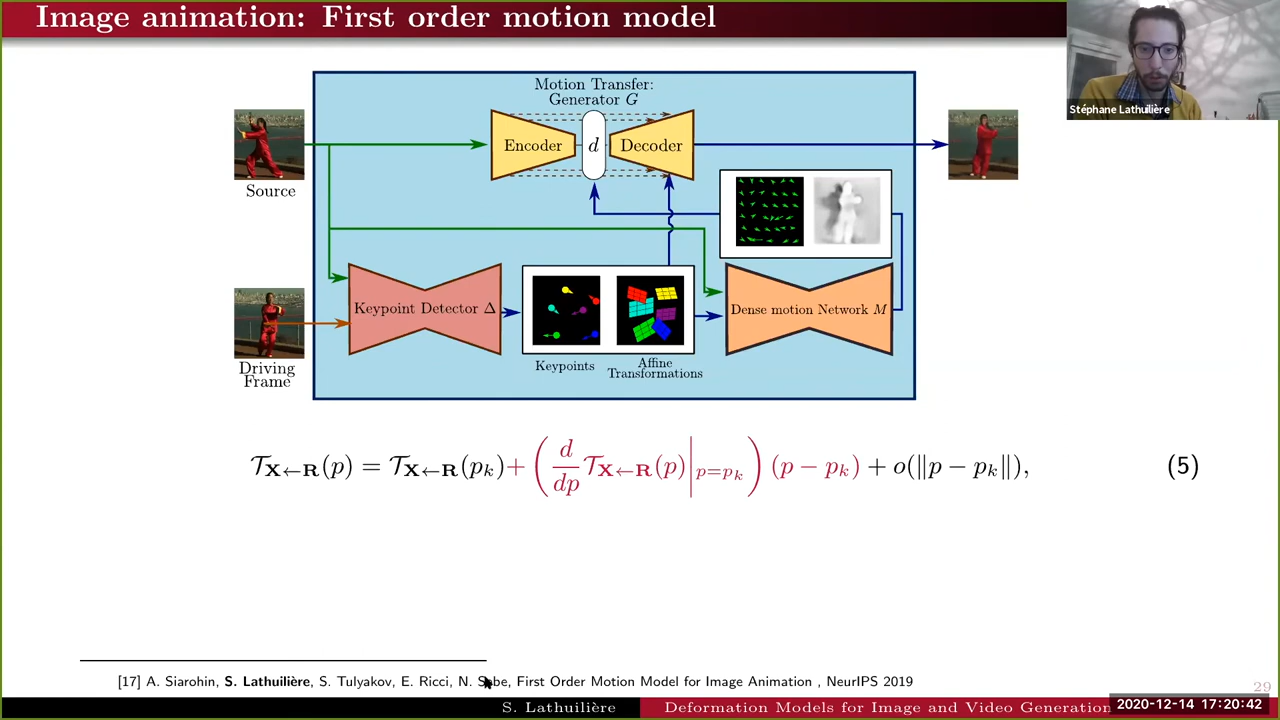 Image animation: First order motion model
Stéphane Lathuilière
Motion Transfer:
Generator G
Encoder
d
Decoder
Source
Keypoint Detector Δ
Dense motion Network M
Driving
Frame
Keypoints
Affine
Transformations
𝒯_{X←R}(p) = 𝒯_{X←R}(p_k) + ( d/dp 𝒯_{X←R}(p)|_{p=p_k} ) (p − p_k) + o(‖p − p_k‖), (5)
[17] A. Siarohin, S. Lathuilière, S. Tulyakov, E. Ricci, N. Sebe, First Order Motion Model for Image Animation , NeurIPS 2019
29
S. Lathuilière
Deformation Models for Image and Video Generation
2020-12-14 17:20:42